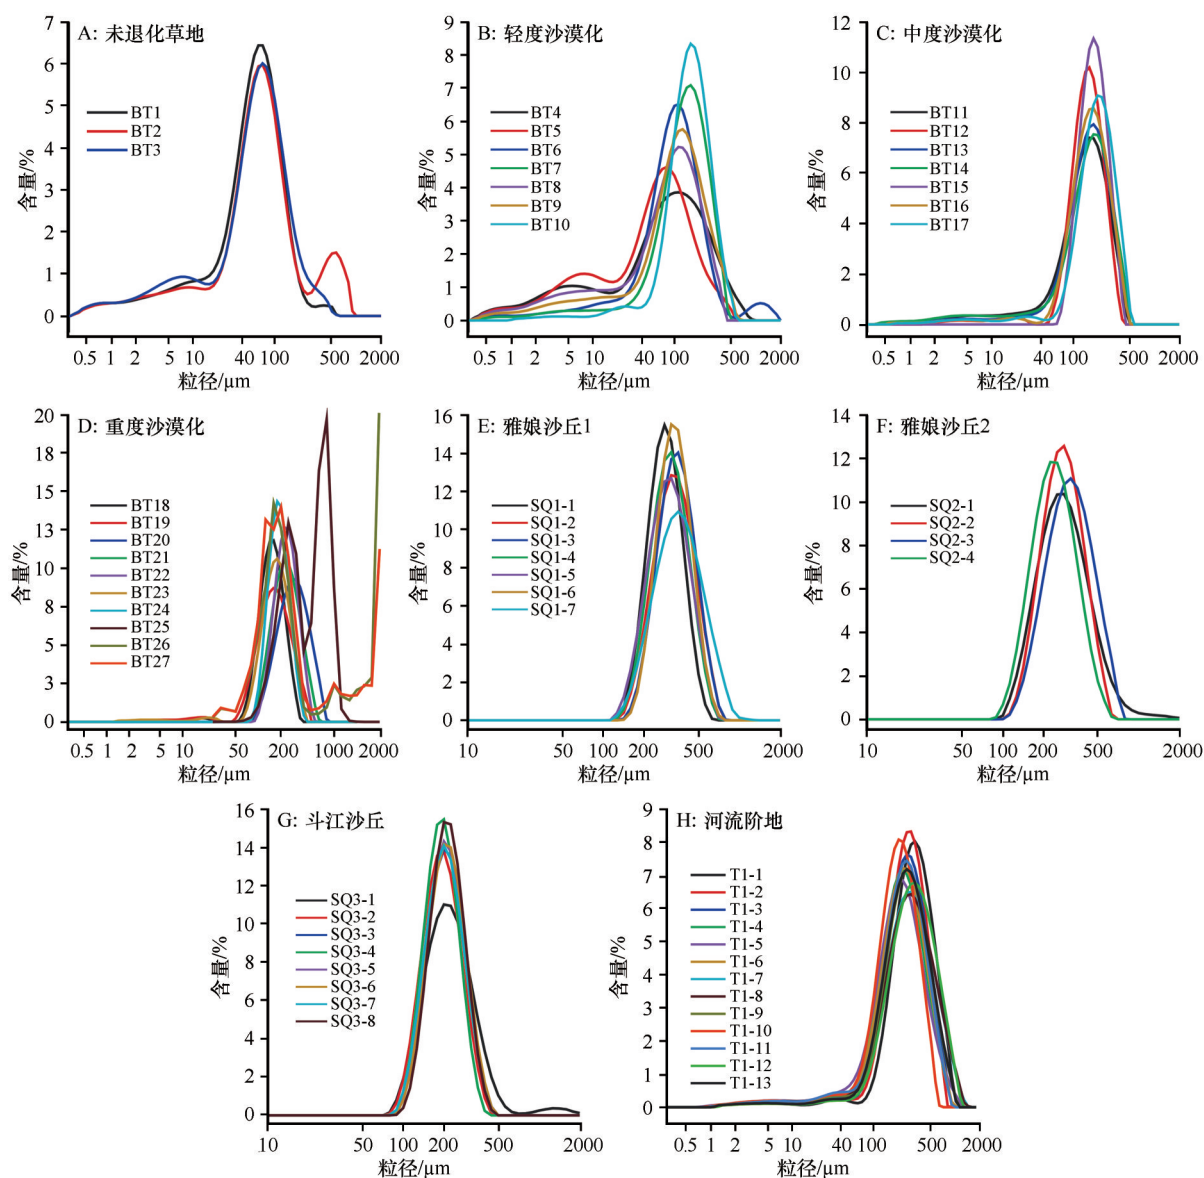 A: 未退化草地
含量/%
7
6
5
4
3
2
1
0
BT1
BT2
BT3
0.5 1 2 5 10 40 100 500 2000
粒径/μm
B: 轻度沙漠化
含量/%
9
8
7
6
5
4
3
2
1
0
BT4
BT5
BT6
BT7
BT8
BT9
BT10
0.5 1 2 5 10 40 100 500 2000
粒径/μm
C: 中度沙漠化
含量/%
12
10
8
6
4
2
0
BT11
BT12
BT13
BT14
BT15
BT16
BT17
0.5 1 2 5 10 40 100 500 2000
粒径/μm
D: 重度沙漠化
含量/%
20
18
15
13
10
8
5
3
0
BT18
BT19
BT20
BT21
BT22
BT23
BT24
BT25
BT26
BT27
0.5 1 2 5 10 50 200 1000 2000
粒径/μm
E: 雅娘沙丘1
含量/%
16
14
12
10
8
6
4
2
0
SQ1-1
SQ1-2
SQ1-3
SQ1-4
SQ1-5
SQ1-6
SQ1-7
10 50 100 200 500 2000
粒径/μm
F: 雅娘沙丘2
含量/%
14
12
10
8
6
4
2
0
SQ2-1
SQ2-2
SQ2-3
SQ2-4
10 50 100 200 500 2000
粒径/μm
G: 斗江沙丘
含量/%
16
14
12
10
8
6
4
2
0
SQ3-1
SQ3-2
SQ3-3
SQ3-4
SQ3-5
SQ3-6
SQ3-7
SQ3-8
10 50 100 200 500 2000
粒径/μm
H: 河流阶地
含量/%
9
8
7
6
5
4
3
2
1
0
T1-1
T1-2
T1-3
T1-4
T1-5
T1-6
T1-7
T1-8
T1-9
T1-10
T1-11
T1-12
T1-13
0.5 1 2 5 10 40 100 500 2000
粒径/μm